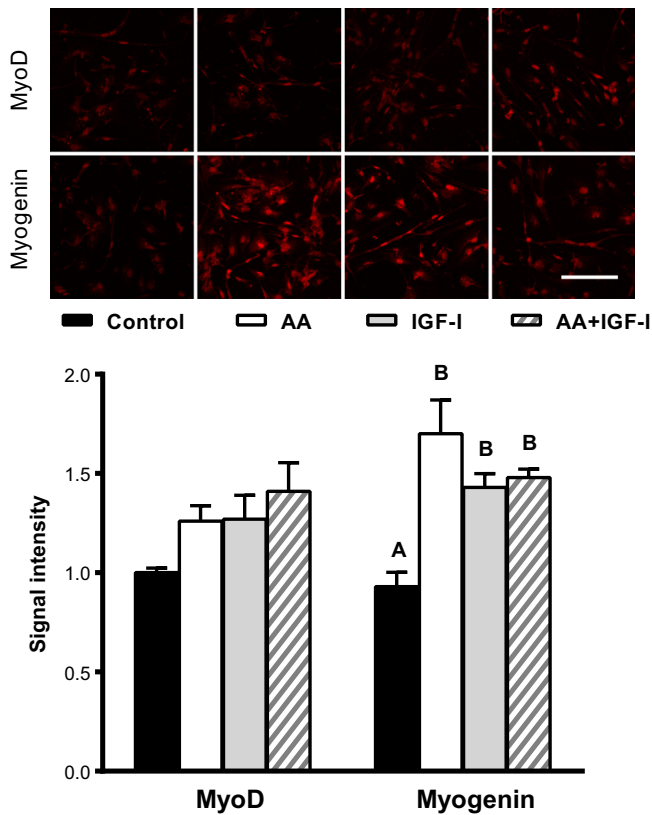 MyoD
Myogenin
Control AA IGF-I AA+IGF-I
2.0
1.5
1.0
0.5
0.0
Signal intensity
A
B
B
B
MyoD Myogenin